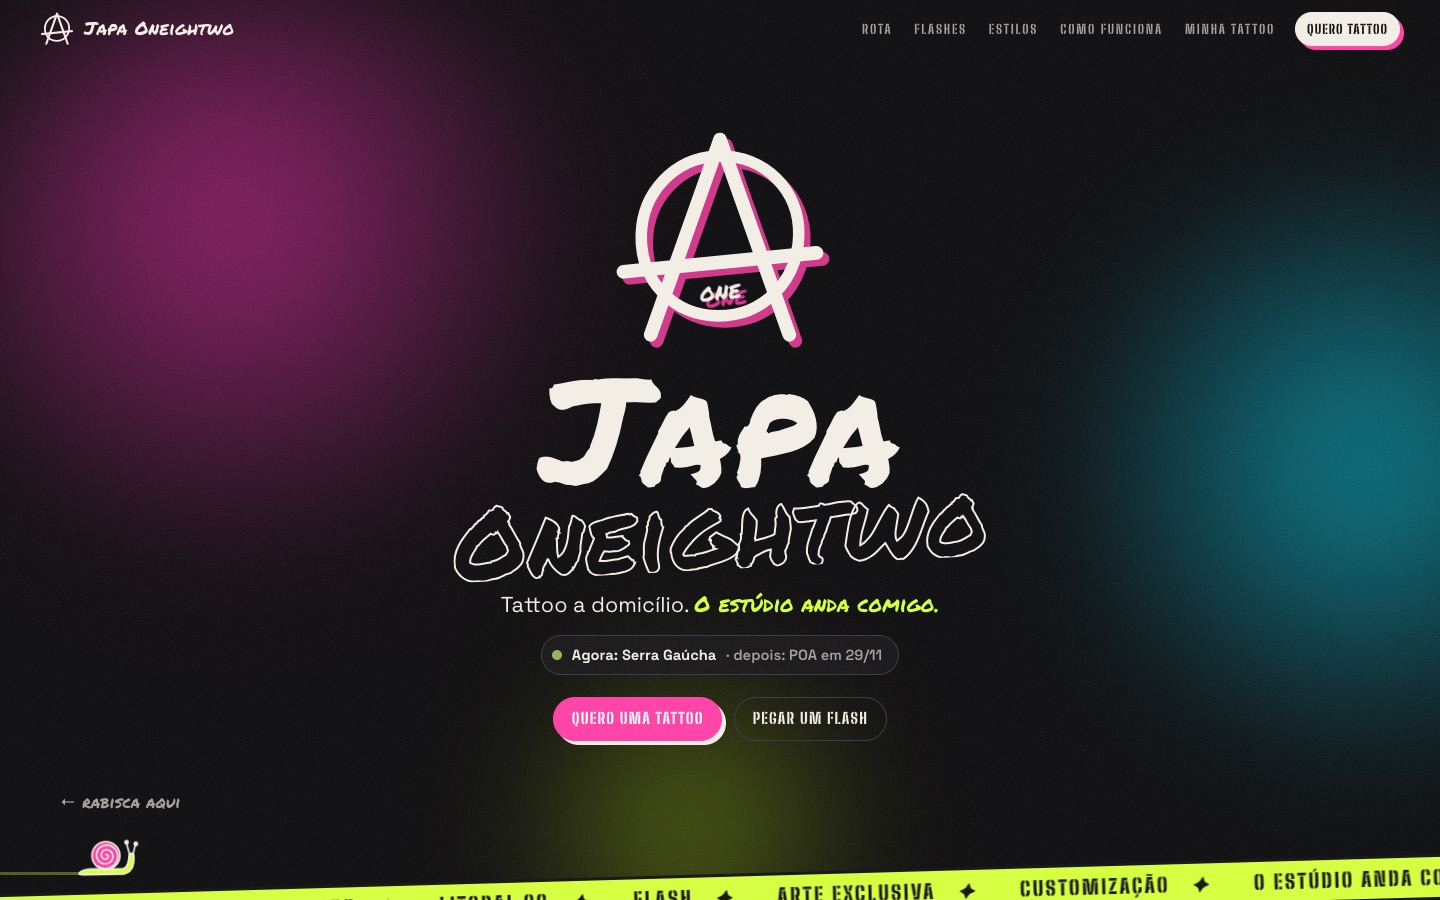 Japa Oneightwo
ROTA FLASHES ESTILOS COMO FUNCIONA MINHA TATTOO QUERO TATTOO
ONE
Japa
Oneightwo
Tattoo a domicílio. O estúdio anda comigo.
Agora: Serra Gaúcha · depois: POA em 29/11
QUERO UMA TATTOO PEGAR UM FLASH
← RABISCA AQUI
FLASH ✦ ARTE EXCLUSIVA ✦ CUSTOMIZAÇÃO ✦ O ESTÚDIO ANDA